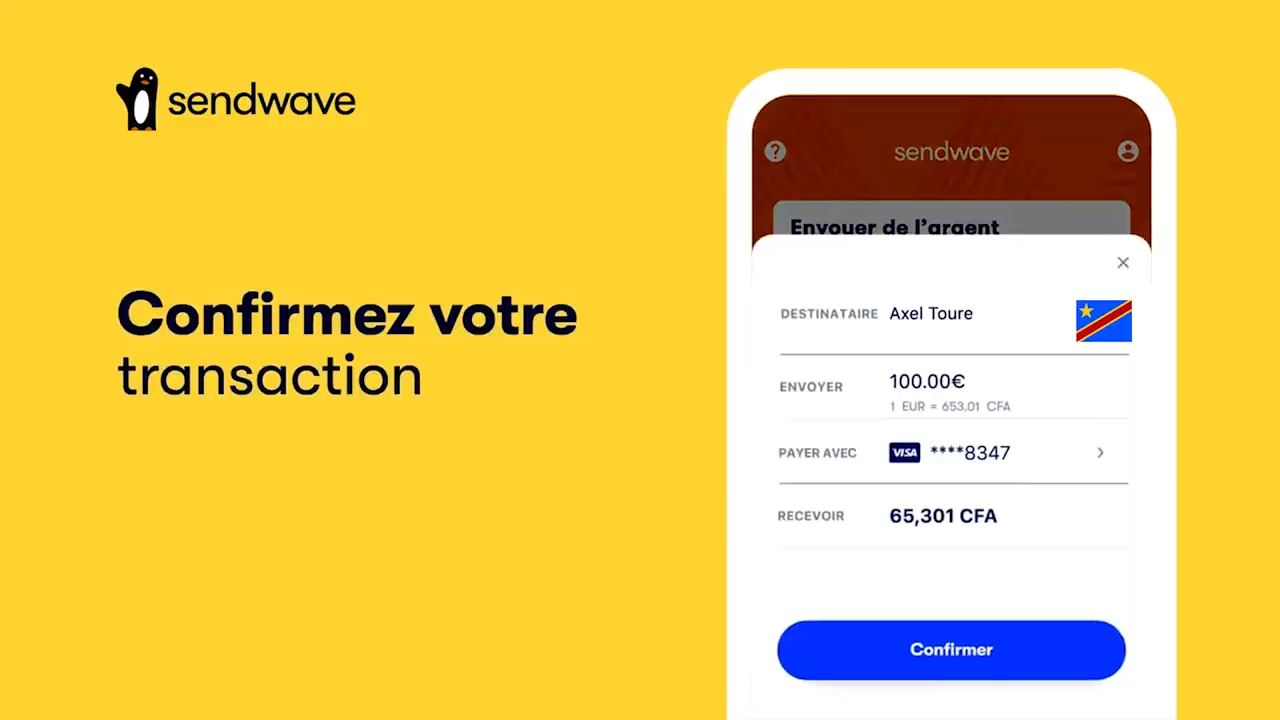 sendwave
Confirmez votre
transaction
sendwave
Envoyer de l'argent
DESTINATAIRE Axel Toure
ENVOYER 100.00€
1 EUR = 653.01 CFA
PAYER AVEC VISA ****8347
RECEVOIR 65,301 CFA
Confirmer